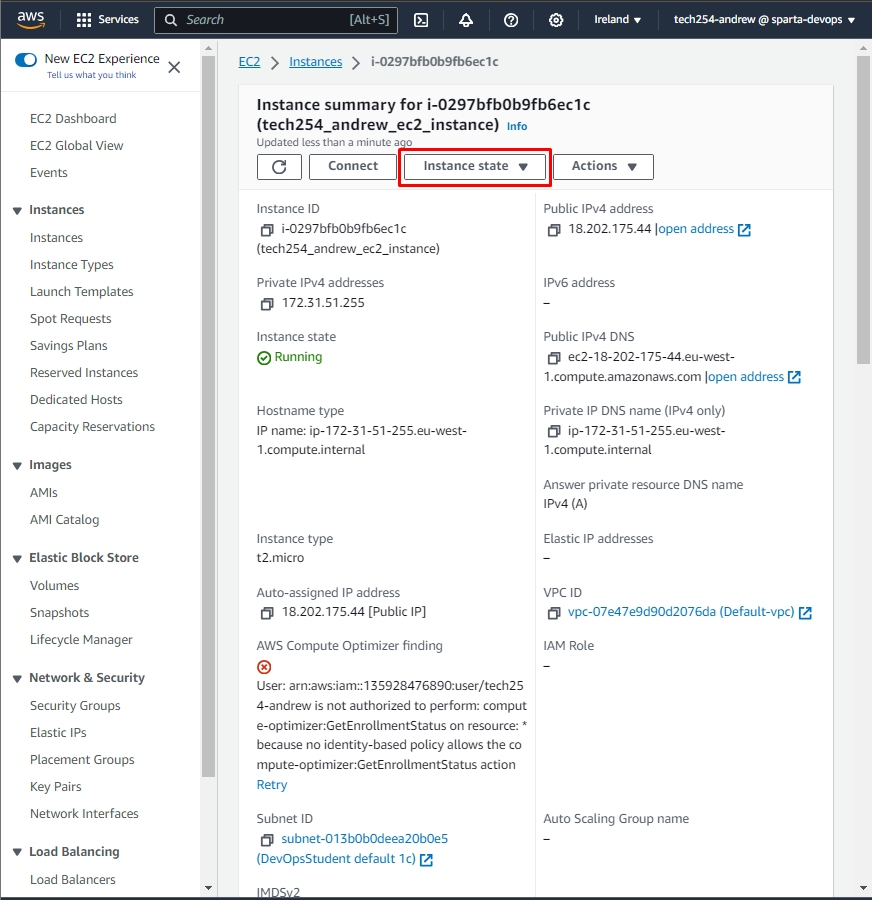 aws
Services
Search
[Alt+S]
Ireland
tech254-andrew @ sparta-devops
New EC2 Experience
Tell us what you think
EC2 Dashboard
EC2 Global View
Events
Instances
Instances
Instance Types
Launch Templates
Spot Requests
Savings Plans
Reserved Instances
Dedicated Hosts
Capacity Reservations
Images
AMIs
AMI Catalog
Elastic Block Store
Volumes
Snapshots
Lifecycle Manager
Network & Security
Security Groups
Elastic IPs
Placement Groups
Key Pairs
Network Interfaces
Load Balancing
Load Balancers
EC2
Instances
i-0297bfb0b9fb6ec1c
Instance summary for i-0297bfb0b9fb6ec1c
(tech254_andrew_ec2_instance) Info
Updated less than a minute ago
Connect
Instance state
Actions
Instance ID
i-0297bfb0b9fb6ec1c
(tech254_andrew_ec2_instance)
Public IPv4 address
18.202.175.44 |open address
Private IPv4 addresses
172.31.51.255
IPv6 address
–
Instance state
Running
Public IPv4 DNS
ec2-18-202-175-44.eu-west-
1.compute.amazonaws.com |open address
Hostname type
IP name: ip-172-31-51-255.eu-west-
1.compute.internal
Private IP DNS name (IPv4 only)
ip-172-31-51-255.eu-west-
1.compute.internal
Answer private resource DNS name
IPv4 (A)
Instance type
t2.micro
Elastic IP addresses
–
Auto-assigned IP address
18.202.175.44 [Public IP]
VPC ID
vpc-07e47e9d90d2076da (Default-vpc)
AWS Compute Optimizer finding
User: arn:aws:iam::135928476890:user/tech25
4-andrew is not authorized to perform: comput
e-optimizer:GetEnrollmentStatus on resource: *
because no identity-based policy allows the co
mpute-optimizer:GetEnrollmentStatus action
Retry
IAM Role
–
Subnet ID
subnet-013b0b0deea20b0e5
(DevOpsStudent default 1c)
Auto Scaling Group name
–
IMDSv2